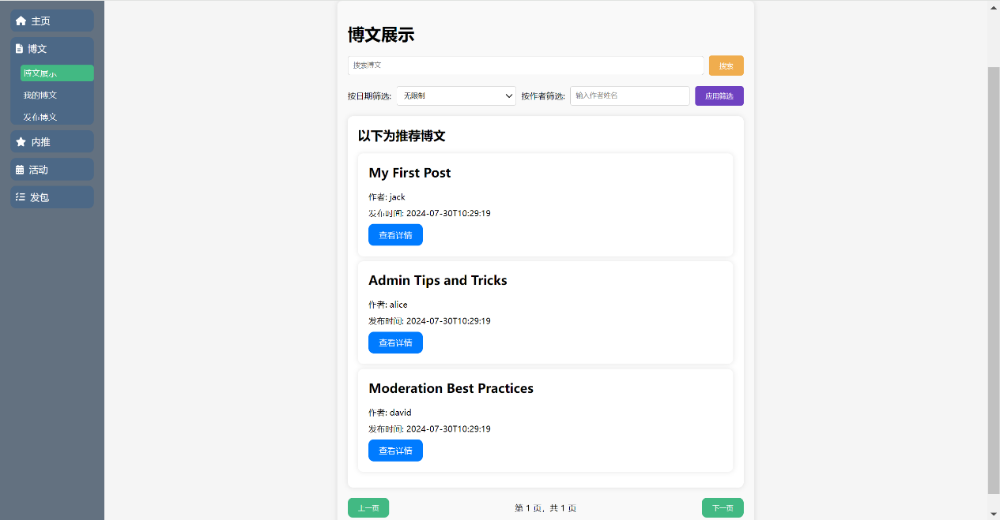 主页
博文
博文展示
我的博文
发布博文
内推
活动
发包
博文展示
搜索博文
搜索
按日期筛选: 无限制 按作者筛选: 输入作者姓名 应用筛选
以下为推荐博文
My First Post
作者: jack
发布时间: 2024-07-30T10:29:19
查看详情
Admin Tips and Tricks
作者: alice
发布时间: 2024-07-30T10:29:19
查看详情
Moderation Best Practices
作者: david
发布时间: 2024-07-30T10:29:19
查看详情
上一页 第 1 页，共 1 页 下一页